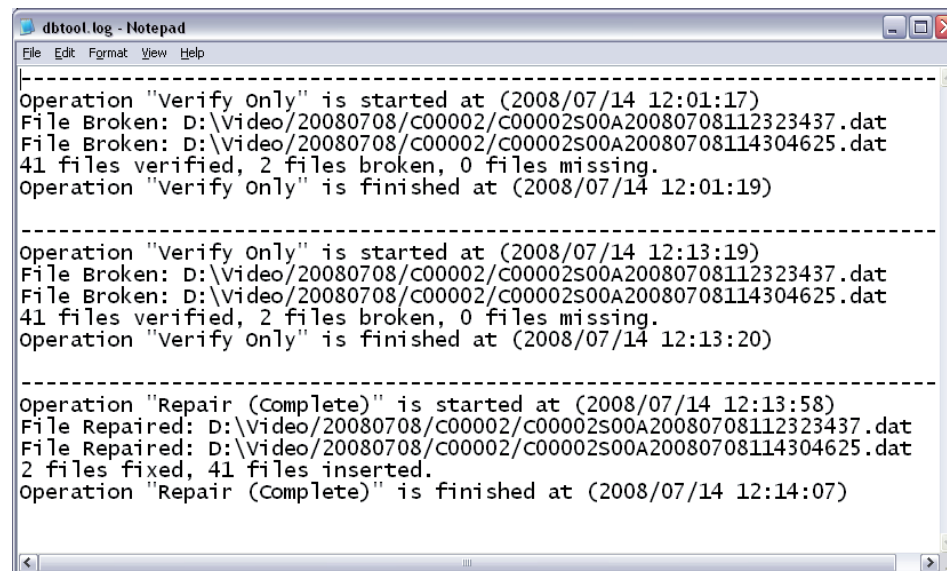 dbtool.log - Notepad
File Edit Format View Help
--------------------------------------------------------------------------------
Operation "Verify Only" is started at (2008/07/14 12:01:17)
File Broken: D:\Video/20080708/C00002/C00002S00A20080708112323437.dat
File Broken: D:\Video/20080708/C00002/C00002S00A20080708114304625.dat
41 files verified, 2 files broken, 0 files missing.
Operation "Verify Only" is finished at (2008/07/14 12:01:19)
--------------------------------------------------------------------------------
Operation "Verify Only" is started at (2008/07/14 12:13:19)
File Broken: D:\Video/20080708/C00002/C00002S00A20080708112323437.dat
File Broken: D:\Video/20080708/C00002/C00002S00A20080708114304625.dat
41 files verified, 2 files broken, 0 files missing.
Operation "Verify Only" is finished at (2008/07/14 12:13:20)
--------------------------------------------------------------------------------
Operation "Repair (Complete)" is started at (2008/07/14 12:13:58)
File Repaired: D:\Video/20080708/C00002/C00002S00A20080708112323437.dat
File Repaired: D:\Video/20080708/C00002/C00002S00A20080708114304625.dat
2 files fixed, 41 files inserted.
Operation "Repair (Complete)" is finished at (2008/07/14 12:14:07)